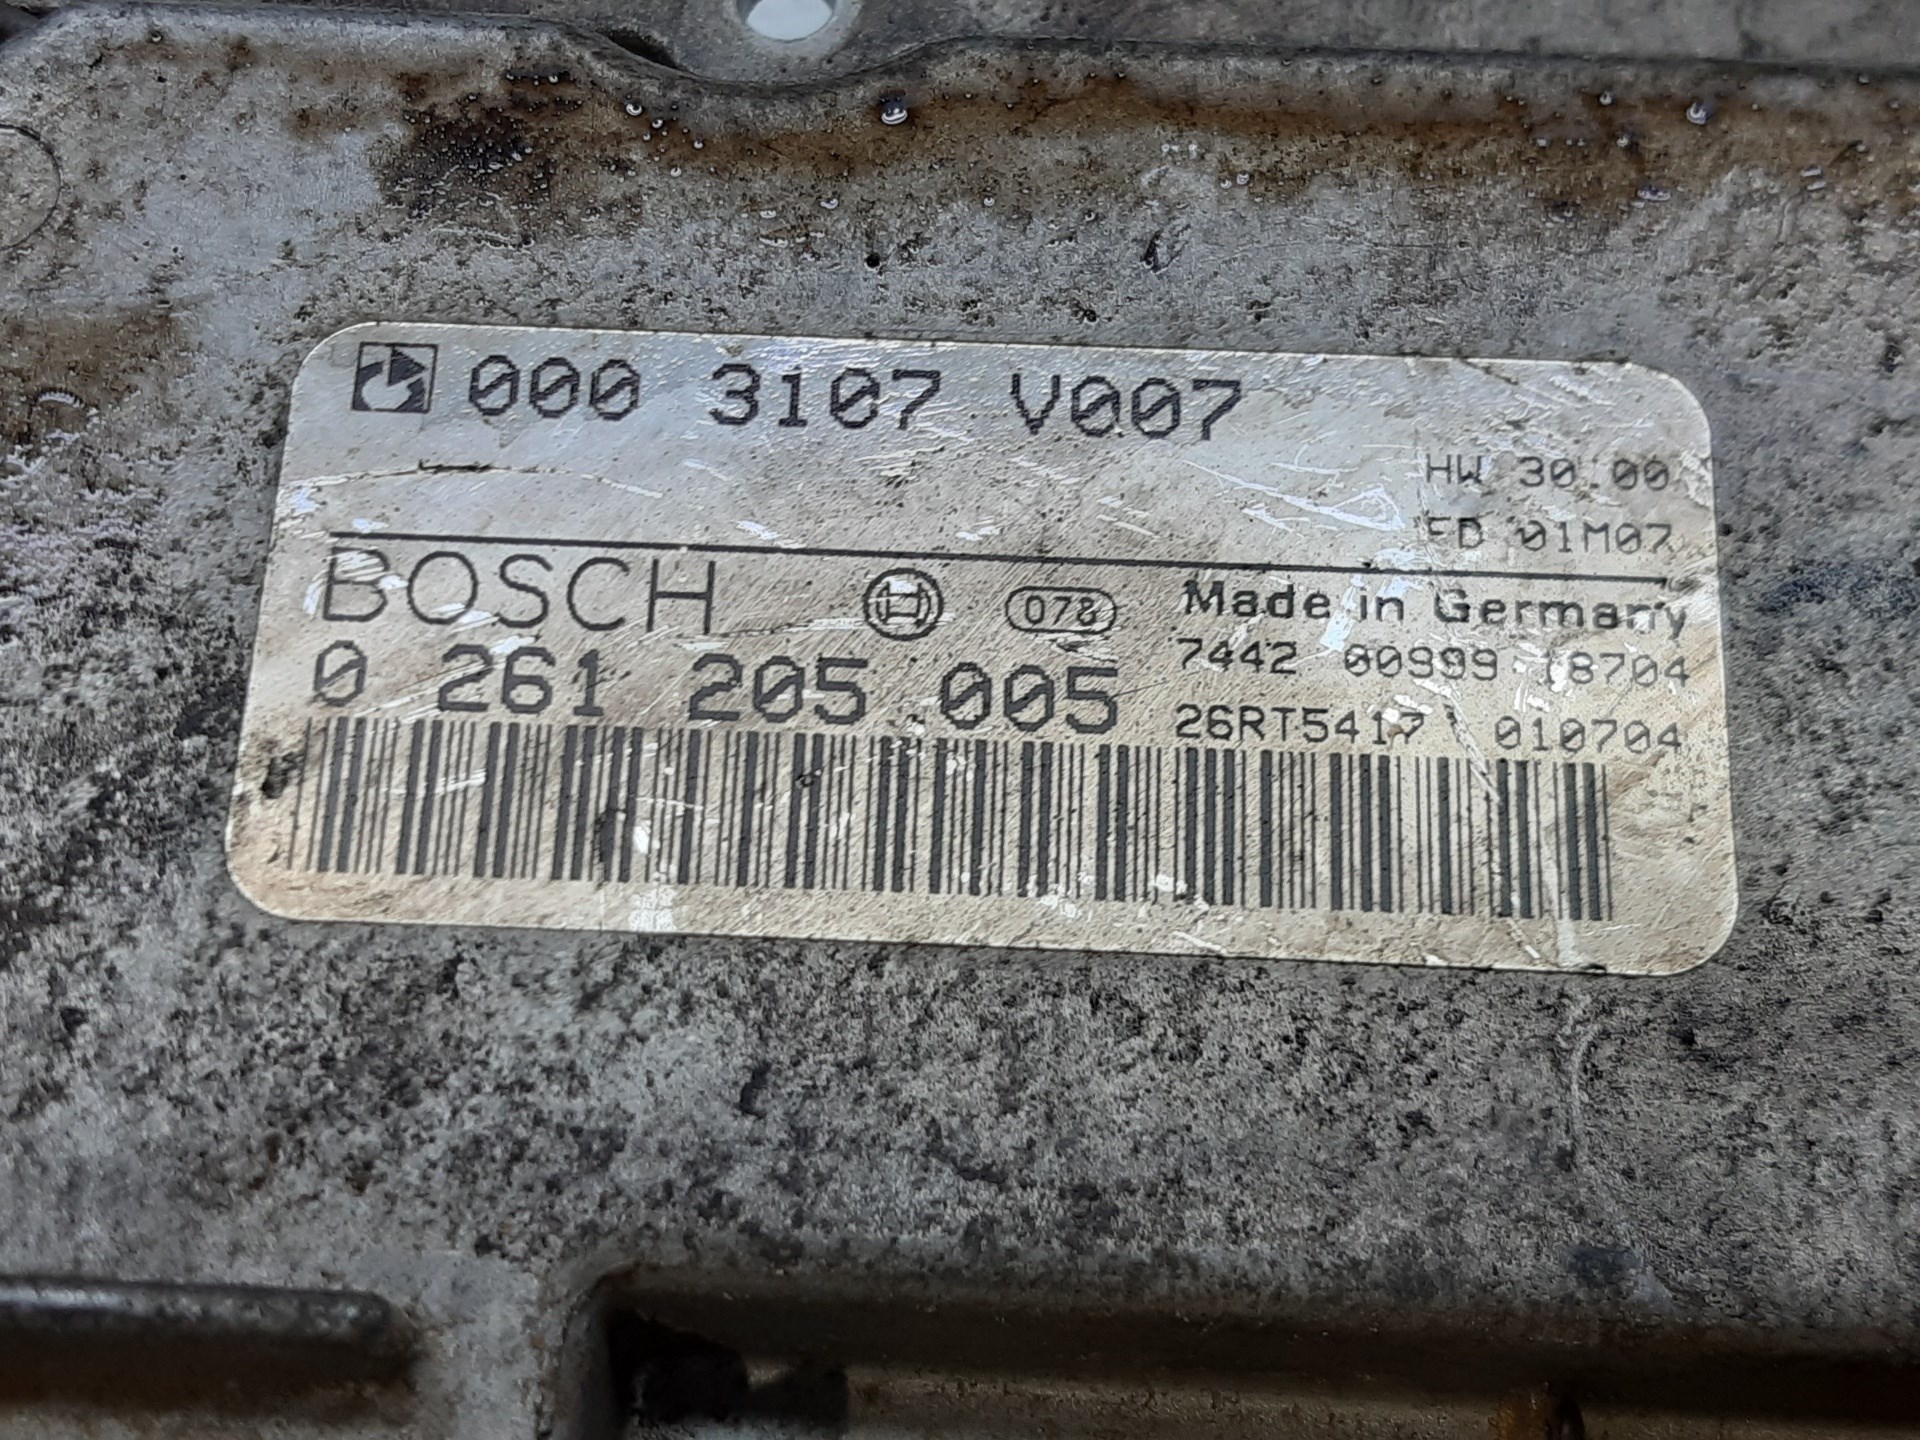 000 3107 V007
HW 30.00
FD 01M07
BOSCH 078 Made in Germany
0 261 205 005
7442 00999 18704
26RT5417 010704